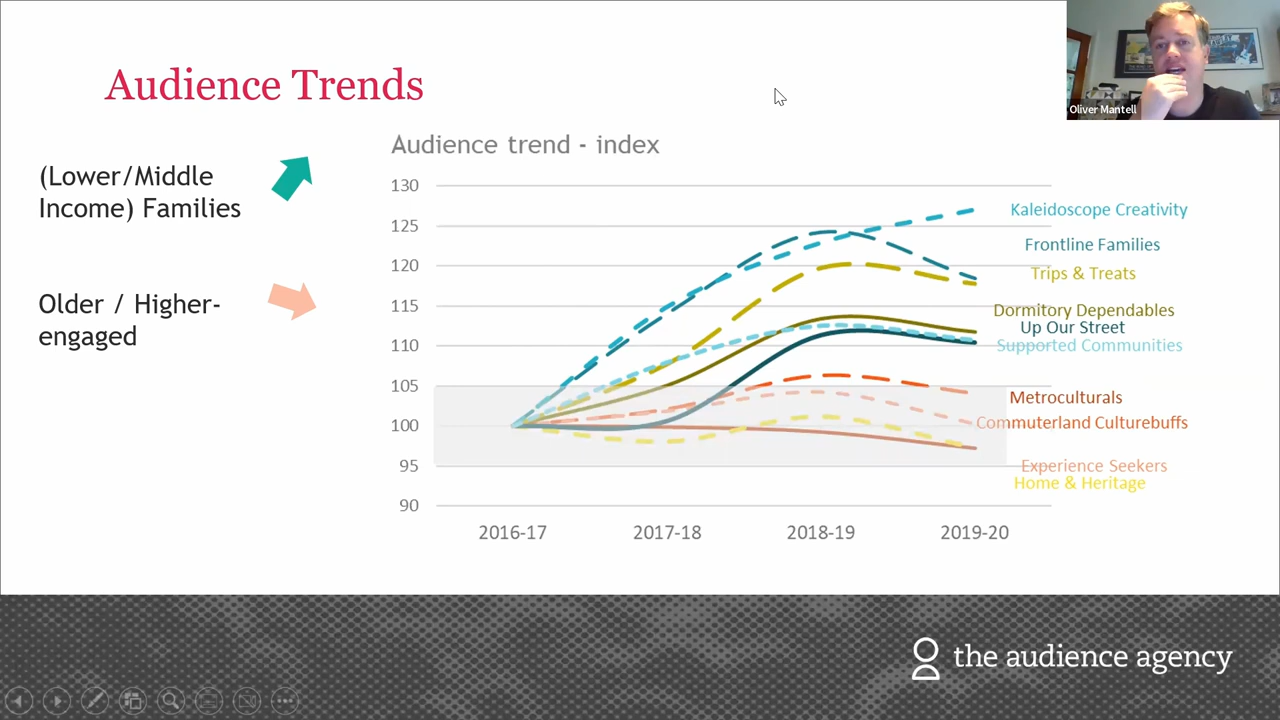 Audience Trends
Oliver Mantell
Audience trend - index
(Lower/Middle
Income) Families
Older / Higher-
engaged
130
125
120
115
110
105
100
95
90
2016-17
2017-18
2018-19
2019-20
Kaleidoscope Creativity
Frontline Families
Trips & Treats
Dormitory Dependables
Up Our Street
Supported Communities
Metroculturals
Commuterland Culturebuffs
Experience Seekers
Home & Heritage
the audience agency